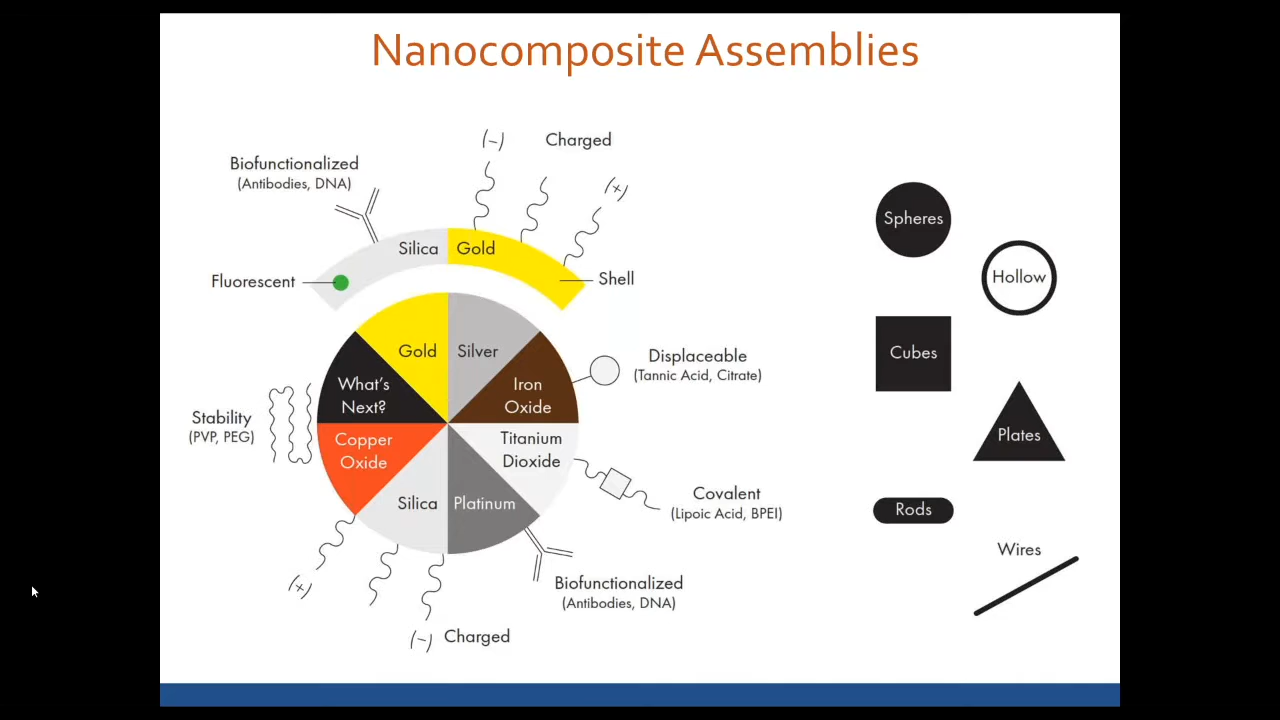 Nanocomposite Assemblies
(−)
Charged
Biofunctionalized
(Antibodies, DNA)
(+)
Silica
Gold
Fluorescent
Shell
Gold
Silver
Displaceable
(Tannic Acid, Citrate)
What's
Next?
Iron
Oxide
Stability
(PVP, PEG)
Copper
Oxide
Titanium
Dioxide
Silica
Platinum
Covalent
(Lipoic Acid, BPEI)
(+)
Biofunctionalized
(Antibodies, DNA)
(−)
Charged
Spheres
Hollow
Cubes
Plates
Rods
Wires